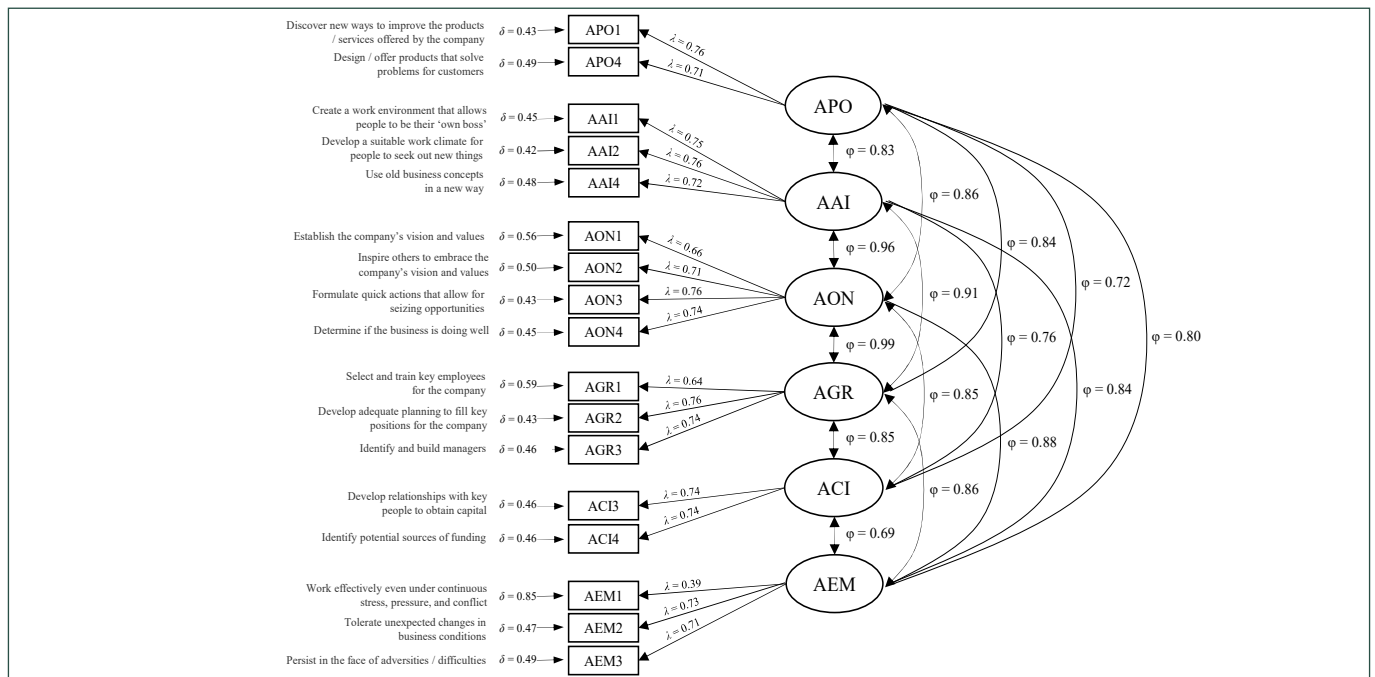 Discover new ways to improve the products
/ services offered by the company
δ = 0.43
APO1
λ = 0.76
Design / offer products that solve
problems for customers
δ = 0.49
APO4
λ = 0.71
APO
φ = 0.83
Create a work environment that allows
people to be their ‘own boss’
δ = 0.45
AAI1
λ = 0.75
Develop a suitable work climate for
people to seek out new things
δ = 0.42
AAI2
λ = 0.76
Use old business concepts
in a new way
δ = 0.48
AAI4
λ = 0.72
AAI
φ = 0.86
φ = 0.96
φ = 0.84
Establish the company’s vision and values
δ = 0.56
AON1
λ = 0.66
Inspire others to embrace the
company’s vision and values
δ = 0.50
AON2
λ = 0.71
Formulate quick actions that allow for
seizing opportunities
δ = 0.43
AON3
λ = 0.76
Determine if the business is doing well
δ = 0.45
AON4
λ = 0.74
AON
φ = 0.91
φ = 0.72
φ = 0.99
φ = 0.76
φ = 0.80
Select and train key employees
for the company
δ = 0.59
AGR1
λ = 0.64
Develop adequate planning to fill key
positions for the company
δ = 0.43
AGR2
λ = 0.76
Identify and build managers
δ = 0.46
AGR3
λ = 0.74
AGR
φ = 0.85
φ = 0.84
φ = 0.85
φ = 0.88
Develop relationships with key
people to obtain capital
δ = 0.46
ACI3
λ = 0.74
Identify potential sources of funding
δ = 0.46
ACI4
λ = 0.74
ACI
φ = 0.86
φ = 0.69
Work effectively even under continuous
stress, pressure, and conflict
δ = 0.85
AEM1
λ = 0.39
Tolerate unexpected changes in
business conditions
δ = 0.47
AEM2
λ = 0.73
Persist in the face of adversities / difficulties
δ = 0.49
AEM3
λ = 0.71
AEM